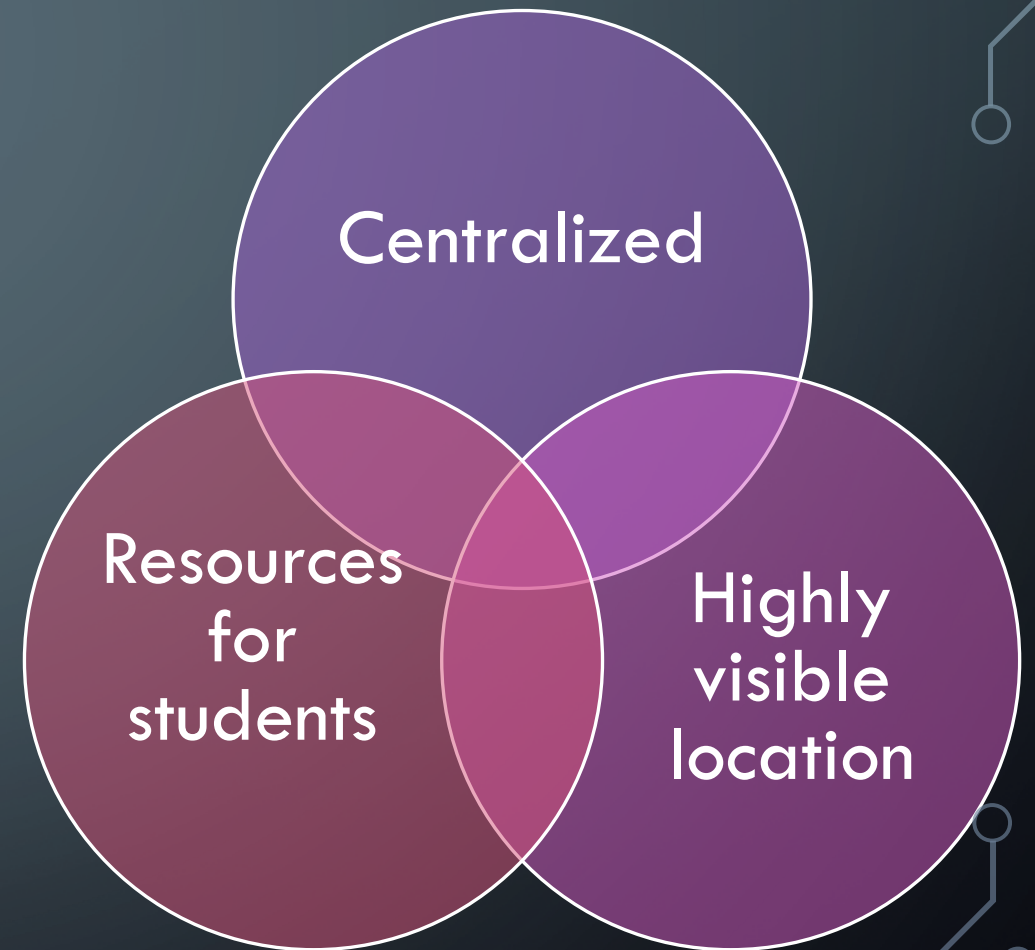 Centralized
Resources
for
students
Highly
visible
location